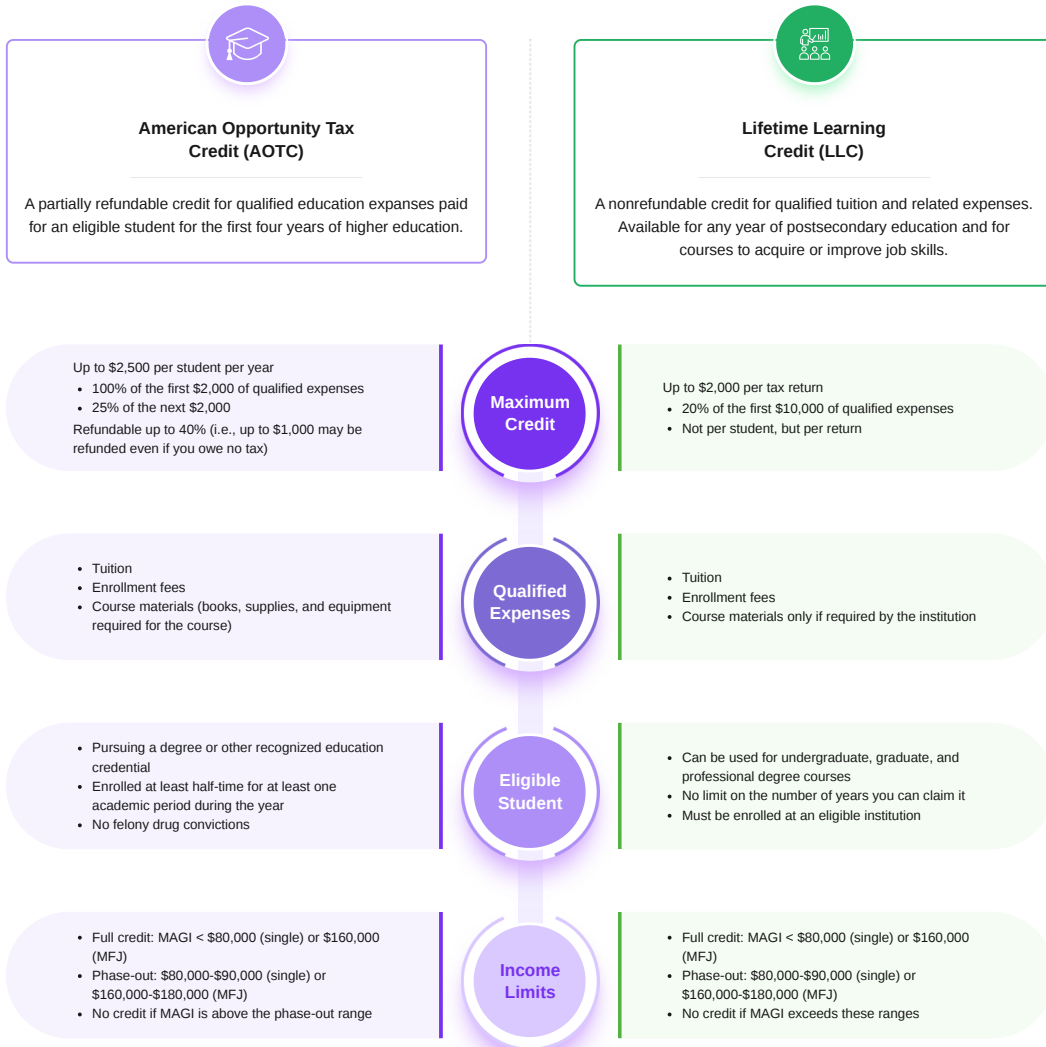 American Opportunity Tax
Credit (AOTC)
A partially refundable credit for qualified education expanses paid
for an eligible student for the first four years of higher education.
Lifetime Learning
Credit (LLC)
A nonrefundable credit for qualified tuition and related expenses.
Available for any year of postsecondary education and for
courses to acquire or improve job skills.
Up to $2,500 per student per year
• 100% of the first $2,000 of qualified expenses
• 25% of the next $2,000
Refundable up to 40% (i.e., up to $1,000 may be
refunded even if you owe no tax)
Maximum
Credit
Up to $2,000 per tax return
• 20% of the first $10,000 of qualified expenses
• Not per student, but per return
• Tuition
• Enrollment fees
• Course materials (books, supplies, and equipment
required for the course)
Qualified
Expenses
• Tuition
• Enrollment fees
• Course materials only if required by the institution
• Pursuing a degree or other recognized education
credential
• Enrolled at least half-time for at least one
academic period during the year
• No felony drug convictions
Eligible
Student
• Can be used for undergraduate, graduate, and
professional degree courses
• No limit on the number of years you can claim it
• Must be enrolled at an eligible institution
• Full credit: MAGI < $80,000 (single) or $160,000
(MFJ)
• Phase-out: $80,000-$90,000 (single) or
$160,000-$180,000 (MFJ)
• No credit if MAGI is above the phase-out range
Income
Limits
• Full credit: MAGI < $80,000 (single) or $160,000
(MFJ)
• Phase-out: $80,000-$90,000 (single) or
$160,000-$180,000 (MFJ)
• No credit if MAGI exceeds these ranges